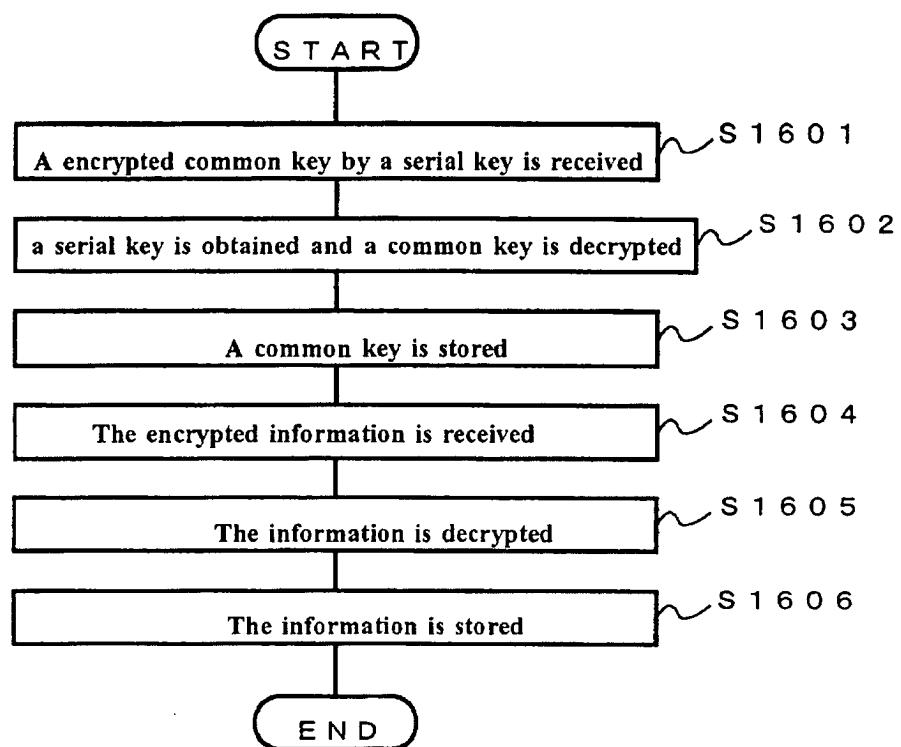 START
A encrypted common key by a serial key is received
S1601
a serial key is obtained and a common key is decrypted
S1602
A common key is stored
S1603
The encrypted information is received
S1604
The information is decrypted
S1605
The information is stored
S1606
END